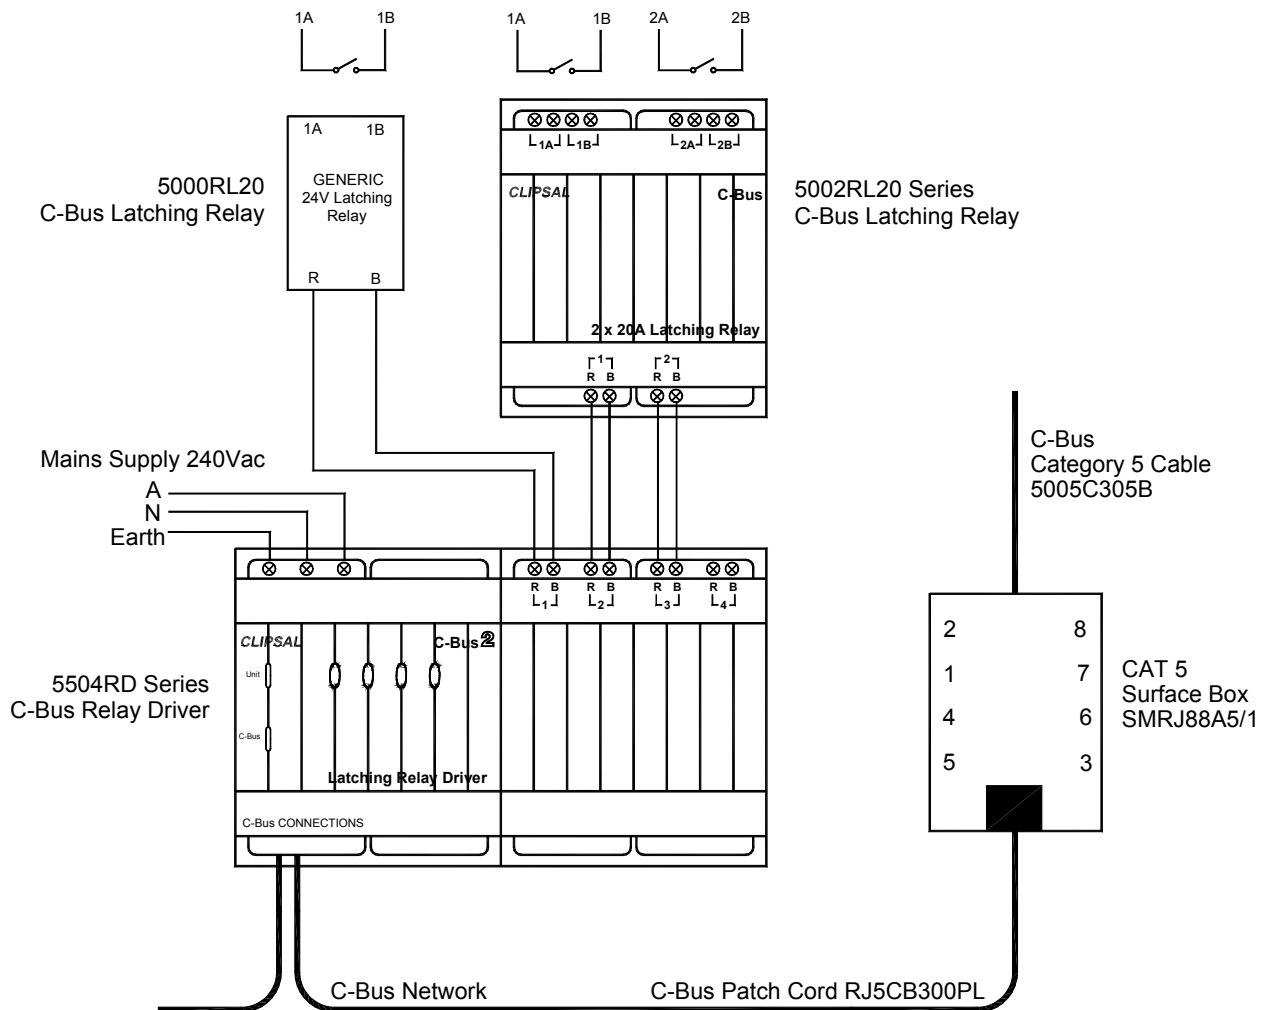 1A 1B 1A 1B 2A 2B
1A 1B
GENERIC
24V Latching
Relay
R B
5000RL20
C-Bus Latching Relay
1A 1B 2A 2B
CLIPSAL C-Bus
2 x 20A Latching Relay
1 2
R B R B
5002RL20 Series
C-Bus Latching Relay
Mains Supply 240Vac
A
N
Earth
C-Bus
Category 5 Cable
5005C305B
R B R B R B R B
1 2 3 4
CLIPSAL C-Bus 2
Unit
C-Bus
Latching Relay Driver
C-Bus CONNECTIONS
5504RD Series
C-Bus Relay Driver
2 8
1 7
4 6
5 3
CAT 5
Surface Box
SMRJ88A5/1
C-Bus Network
C-Bus Patch Cord RJ5CB300PL